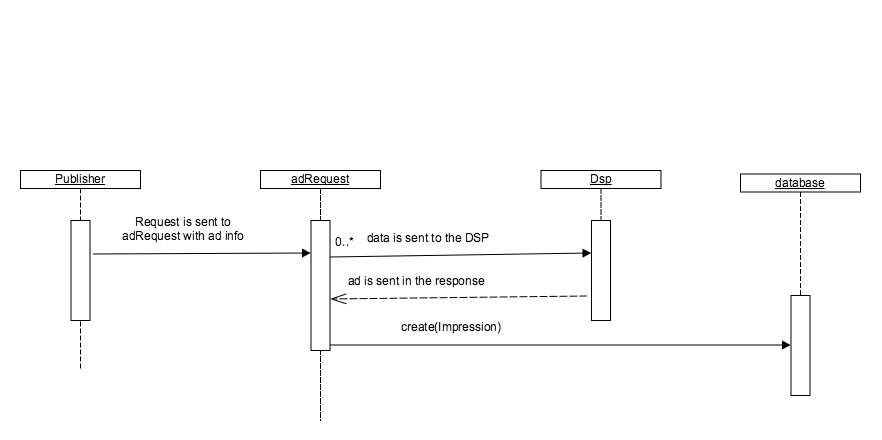 Publisher
adRequest
Dsp
database
Request is sent to
adRequest with ad info
0..*
data is sent to the DSP
ad is sent in the response
create(Impression)